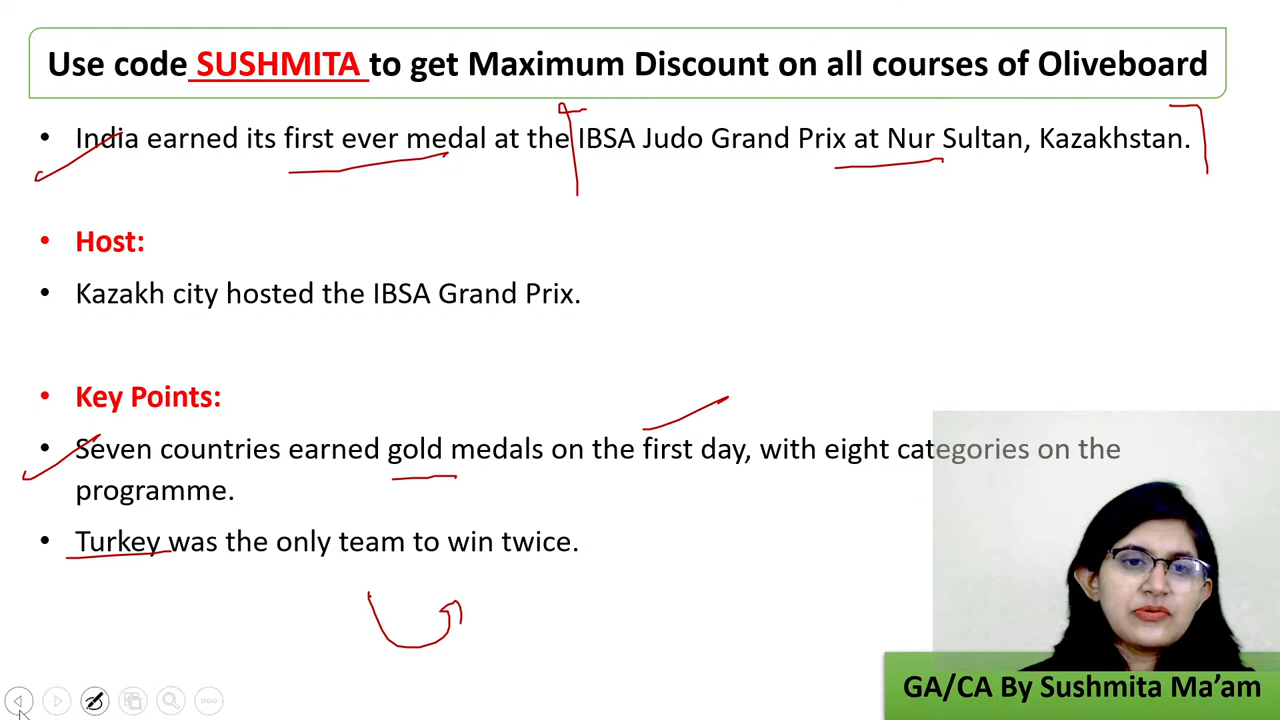 Use code SUSHMITA to get Maximum Discount on all courses of Oliveboard
• India earned its first ever medal at the IBSA Judo Grand Prix at Nur Sultan, Kazakhstan.
• Host:
• Kazakh city hosted the IBSA Grand Prix.
• Key Points:
• Seven countries earned gold medals on the first day, with eight categories on the
programme.
• Turkey was the only team to win twice.
GA/CA By Sushmita Ma’am